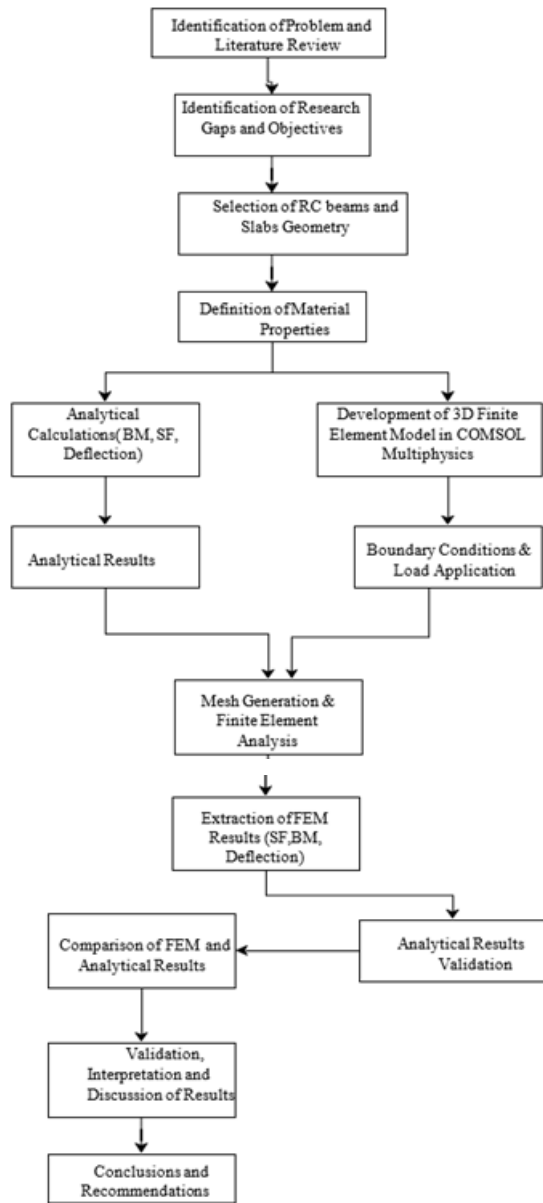 Identification of Problem and
Literature Review
Identification of Research
Gaps and Objectives
Selection of RC beams and
Slabs Geometry
Definition of Material
Properties
Analytical
Calculations( BM, SF,
Deflection)
Development of 3D Finite
Element Model in COMSOL
Multiphysics
Analytical Results
Boundary Conditions &
Load Application
Mesh Generation &
Finite Element
Analysis
Extraction of FEM
Results (SF,BM,
Deflection)
Analytical Results
Validation
Comparison of FEM and
Analytical Results
Validation,
Interpretation and
Discussion of Results
Conclusions and
Recommendations